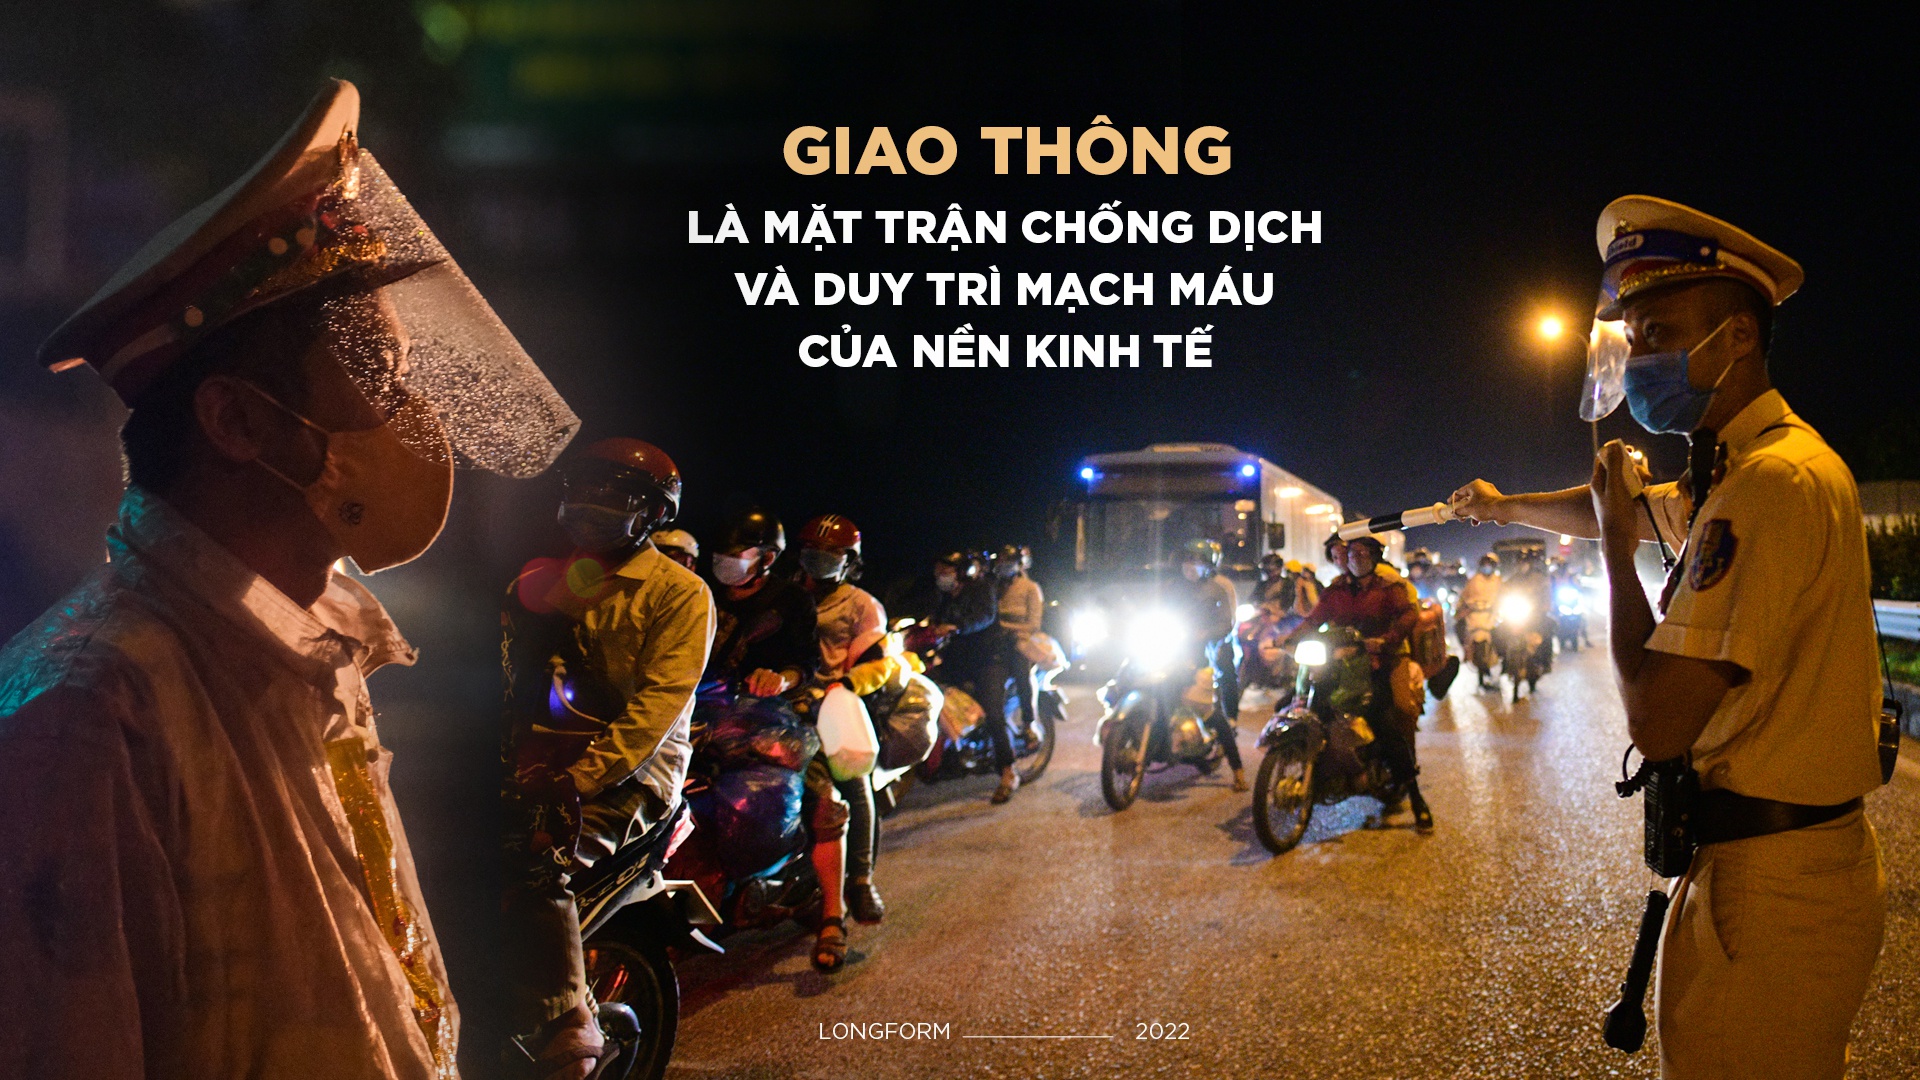 GIAO THÔNG
LÀ MẶT TRẬN CHỐNG DỊCH
VÀ DUY TRÌ MẠCH MÁU
CỦA NỀN KINH TẾ
LONGFORM 2022